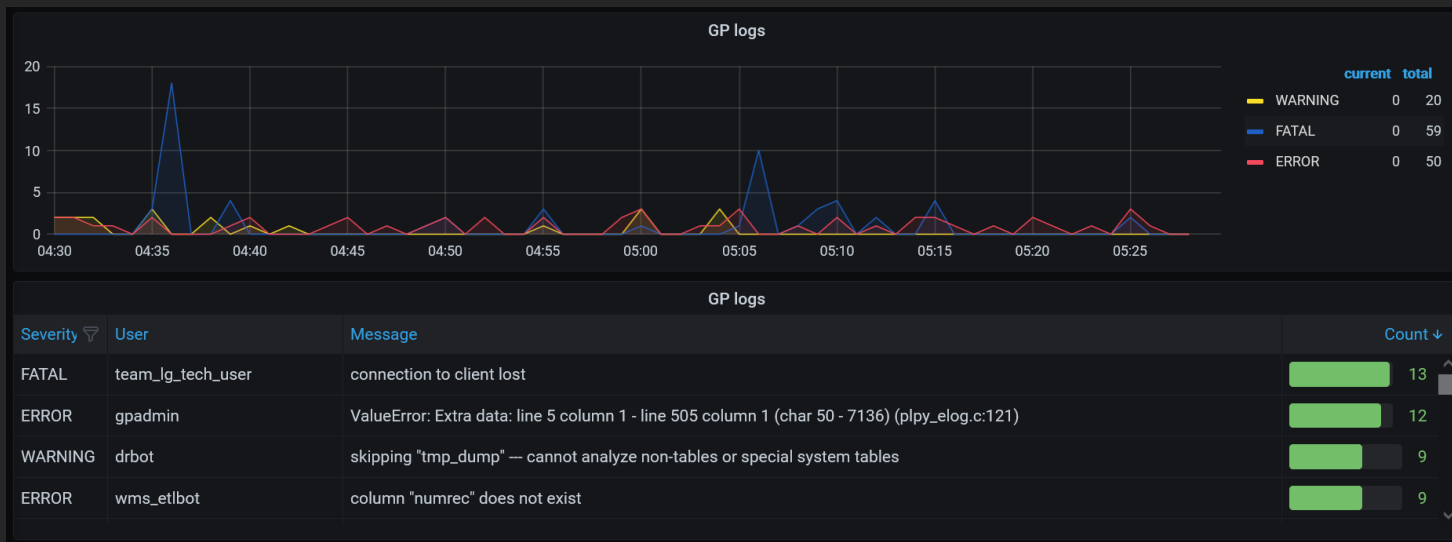 GP logs
20
15
10
5
0
04:30 04:35 04:40 04:45 04:50 04:55 05:00 05:05 05:10 05:15 05:20 05:25
current total
WARNING 0 20
FATAL 0 59
ERROR 0 50
GP logs
Severity User Message Count
FATAL team_lg_tech_user connection to client lost 13
ERROR gpadmin ValueError: Extra data: line 5 column 1 - line 505 column 1 (char 50 - 7136) (plpy_elog.c:121) 12
WARNING drbot skipping "tmp_dump" --- cannot analyze non-tables or special system tables 9
ERROR wms_etlbot column "numrec" does not exist 9